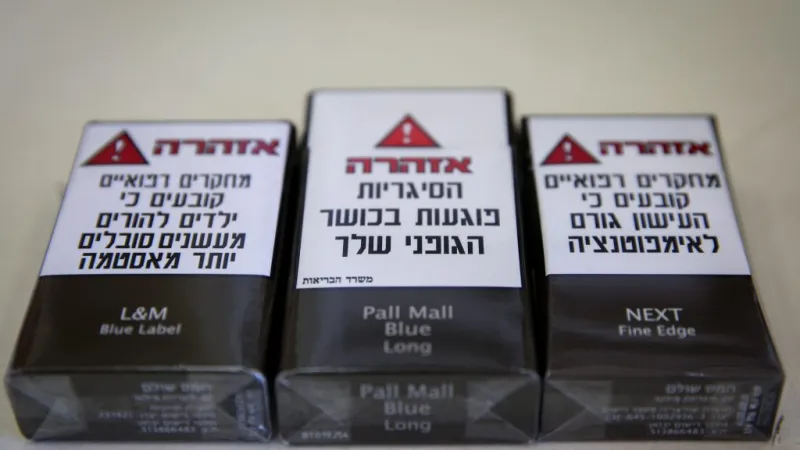 אזהרה
מחקרים רפואיים
קובעים כי
ילדים להורים
מעשנים סובלים
יותר מאסטמה
L&M
Blue Label
אזהרה
הסיגריות
פוגעות בכושר
הגופני שלך
משרד הבריאות
Pall Mall
Blue
Long
Pall Mall
Blue
Long
אזהרה
מחקרים רפואיים
קובעים כי
העישון גורם
לאימפוטנציה
NEXT
Fine Edge